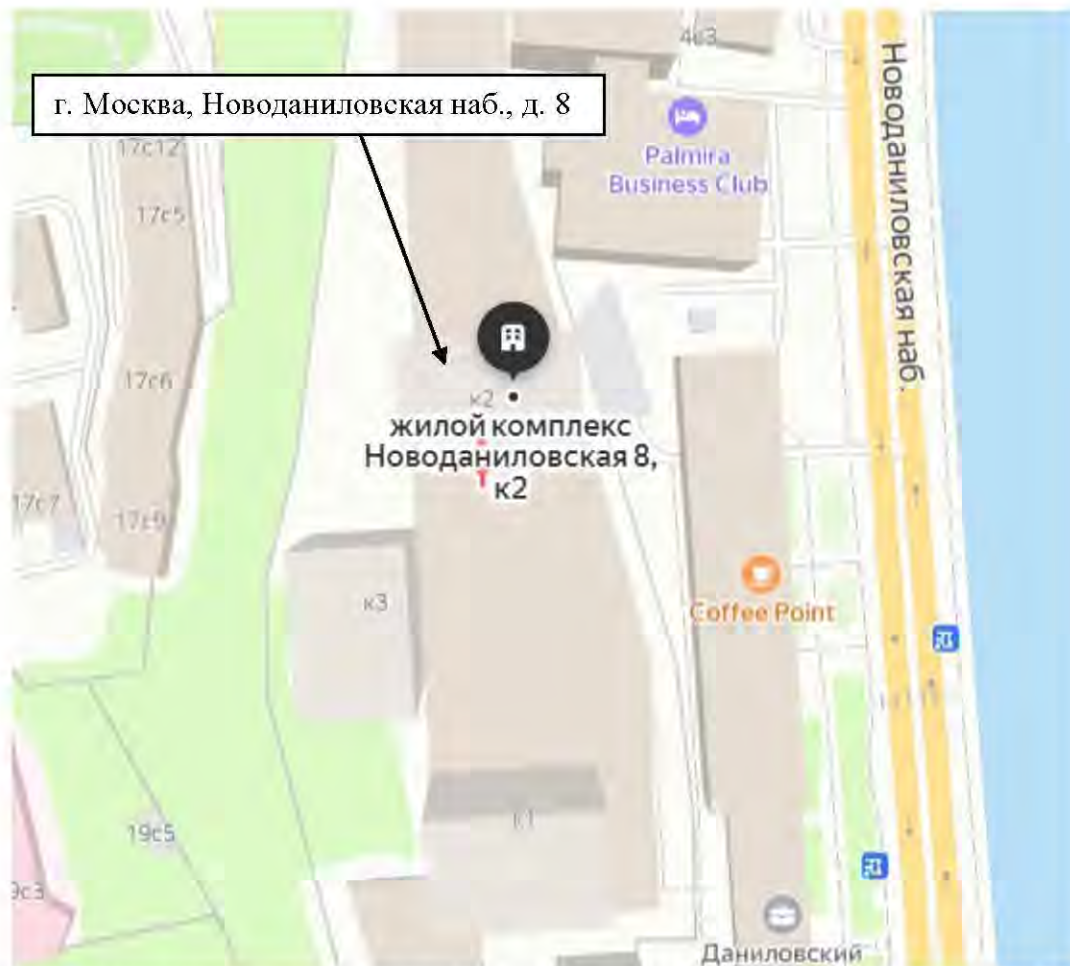 4с3
г. Москва, Новоданиловская наб., д. 8
17с12
Palmira
Business Club
Новоданиловская наб.
17с5
17с6
к2
жилой комплекс
Новоданиловская 8,
к2
17с7
17с9
к3
Coffee Point
к1
19с5
9с3
Даниловский